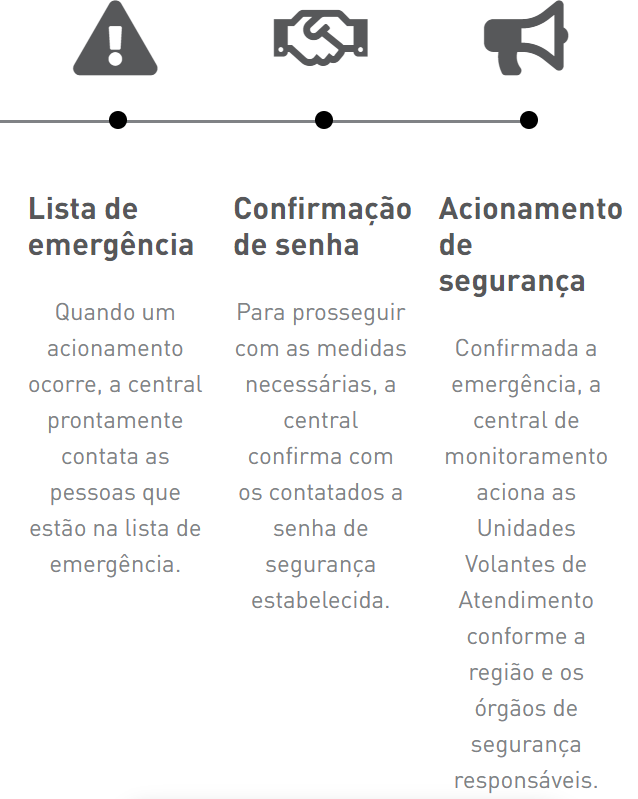 Lista de
emergência
Quando um
acionamento
ocorre, a central
prontamente
contata as
pessoas que
estão na lista de
emergência.
Confirmação
de senha
Para prosseguir
com as medidas
necessárias, a
central
confirma com
os contatados a
senha de
segurança
estabelecida.
Acionamento
de
segurança
Confirmada a
emergência, a
central de
monitoramento
aciona as
Unidades
Volantes de
Atendimento
conforme a
região e os
órgãos de
segurança
responsáveis.